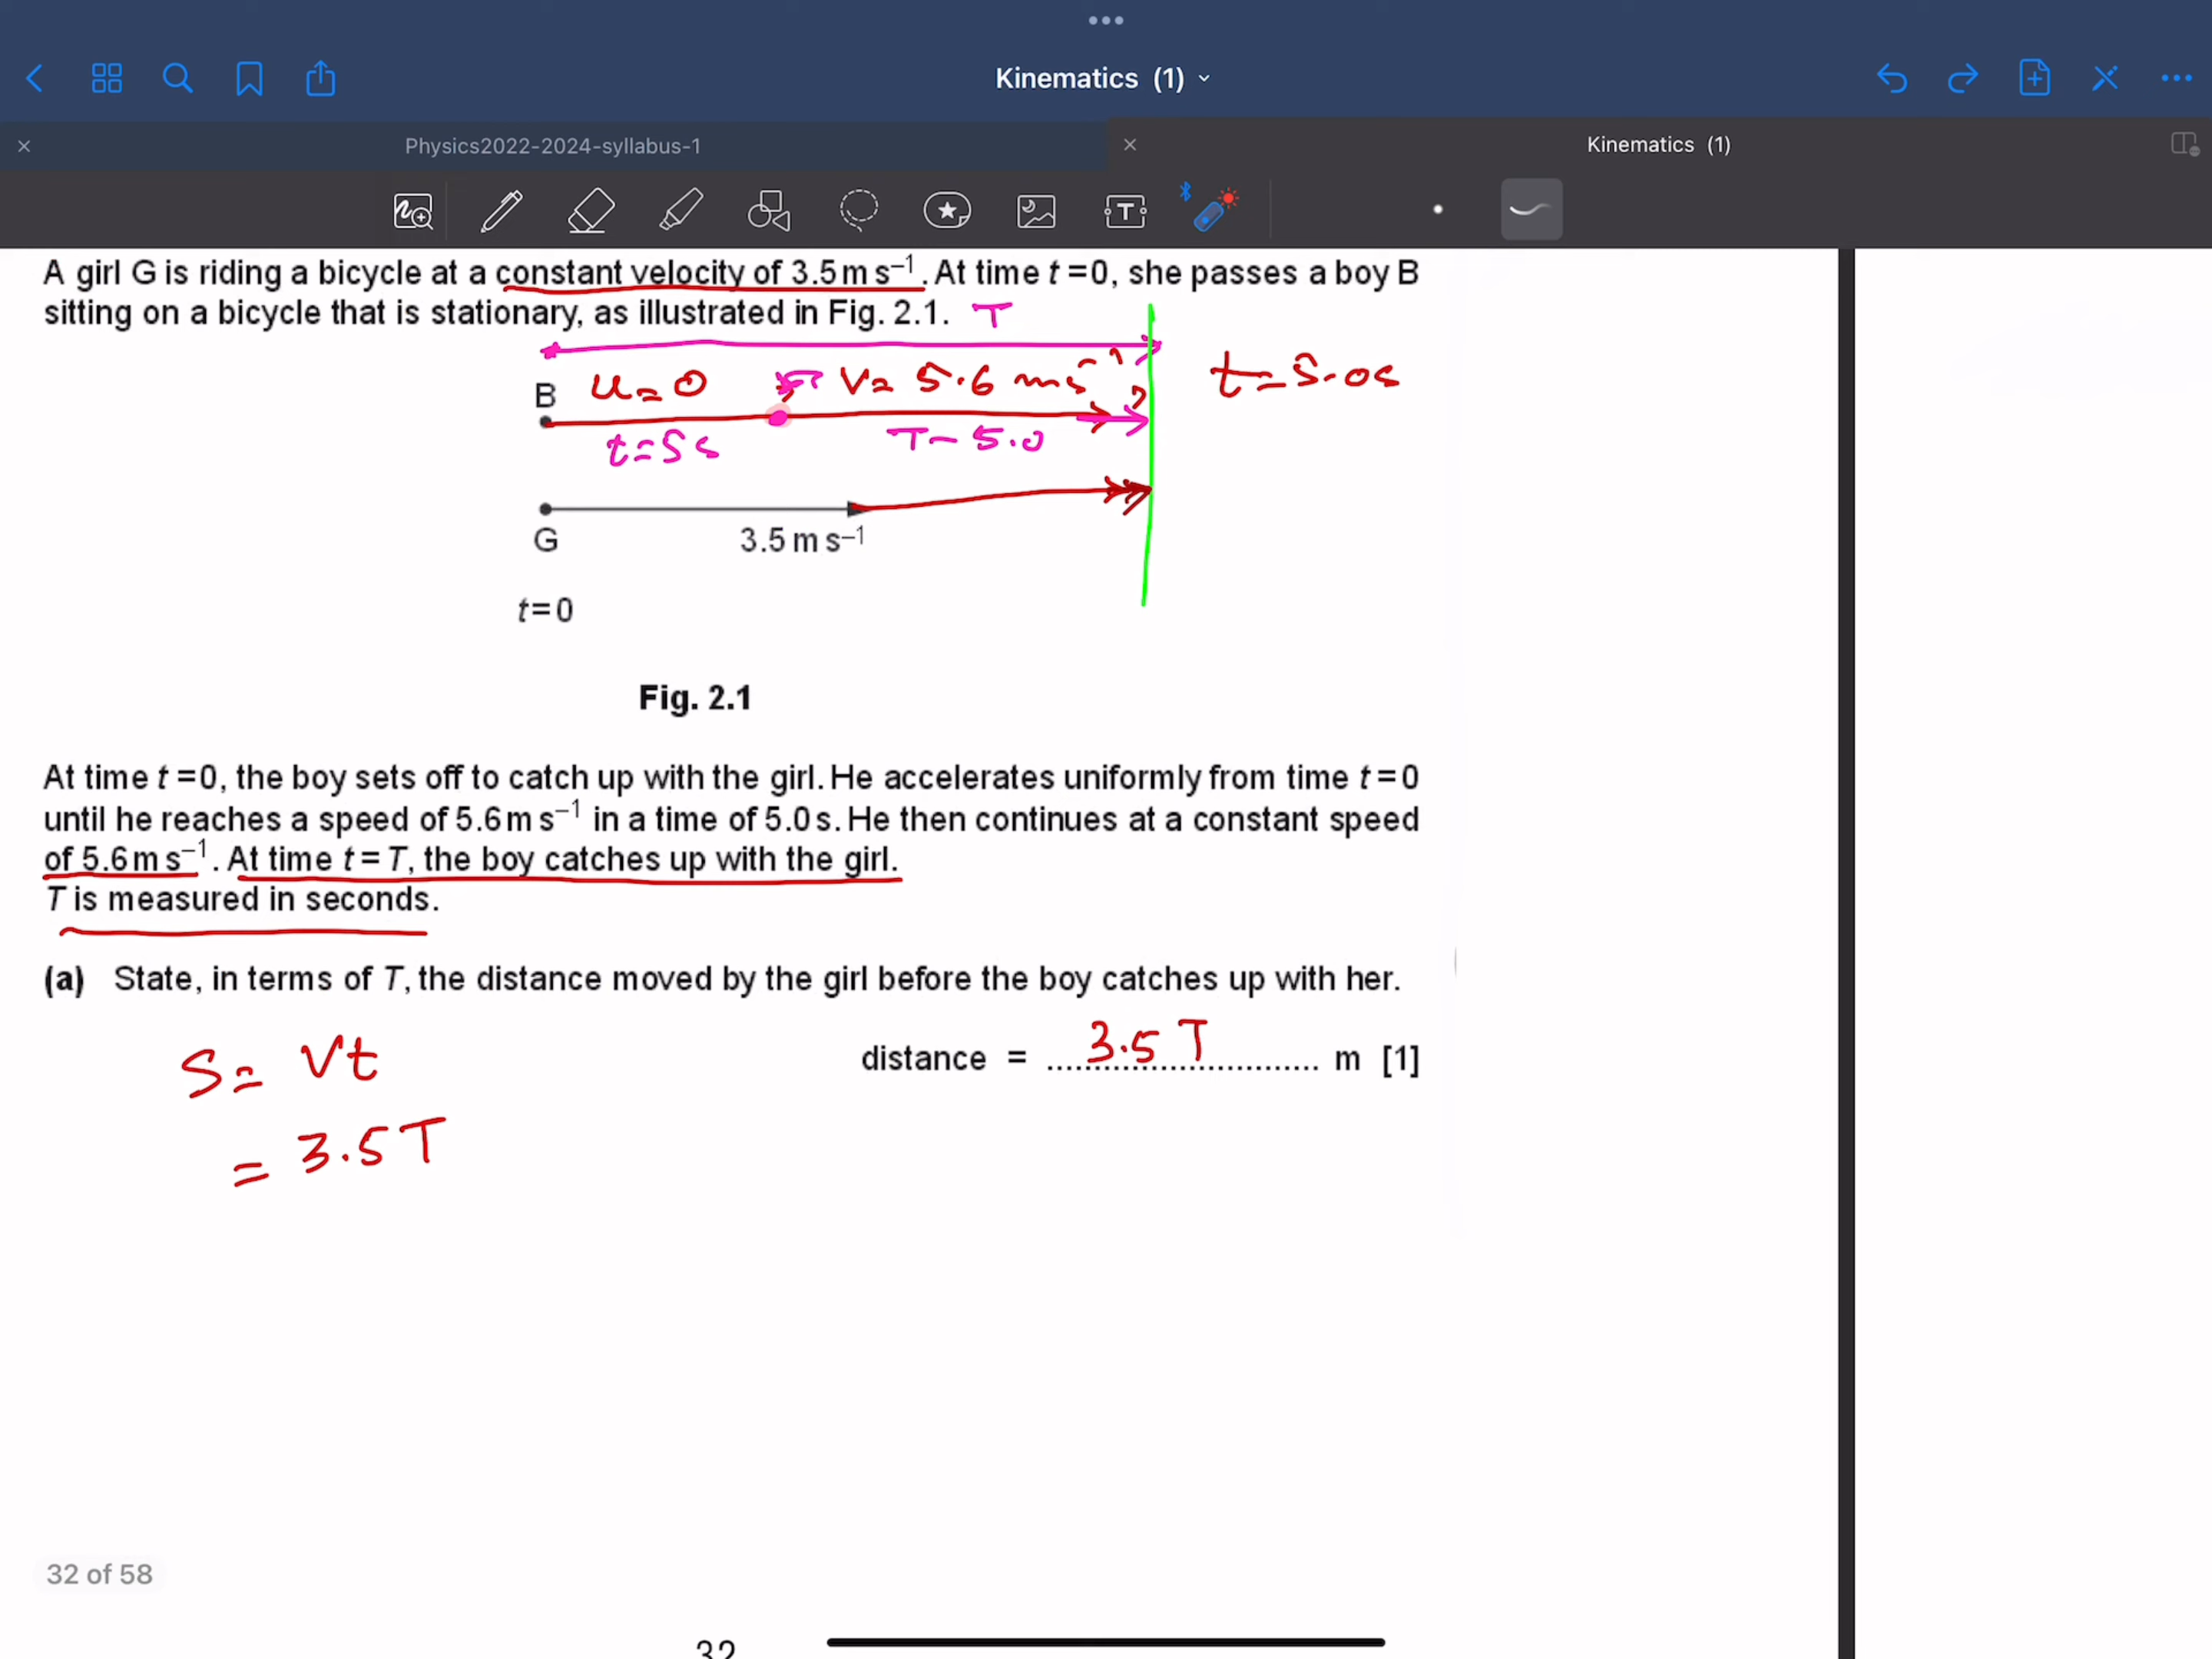 Kinematics (1)
Physics2022-2024-syllabus-1
Kinematics (1)
A girl G is riding a bicycle at a constant velocity of 3.5 m s⁻¹. At time t = 0, she passes a boy B
sitting on a bicycle that is stationary, as illustrated in Fig. 2.1.
T
B u = 0 V = 5.6 ms⁻¹ t = 5.0s
t = 5s T - 5.0
G 3.5 m s⁻¹
t = 0
Fig. 2.1
At time t = 0, the boy sets off to catch up with the girl. He accelerates uniformly from time t = 0
until he reaches a speed of 5.6 m s⁻¹ in a time of 5.0 s. He then continues at a constant speed
of 5.6 m s⁻¹. At time t = T, the boy catches up with the girl.
T is measured in seconds.
(a) State, in terms of T, the distance moved by the girl before the boy catches up with her.
S = Vt
distance = 3.5 T m [1]
= 3.5 T
32 of 58
32